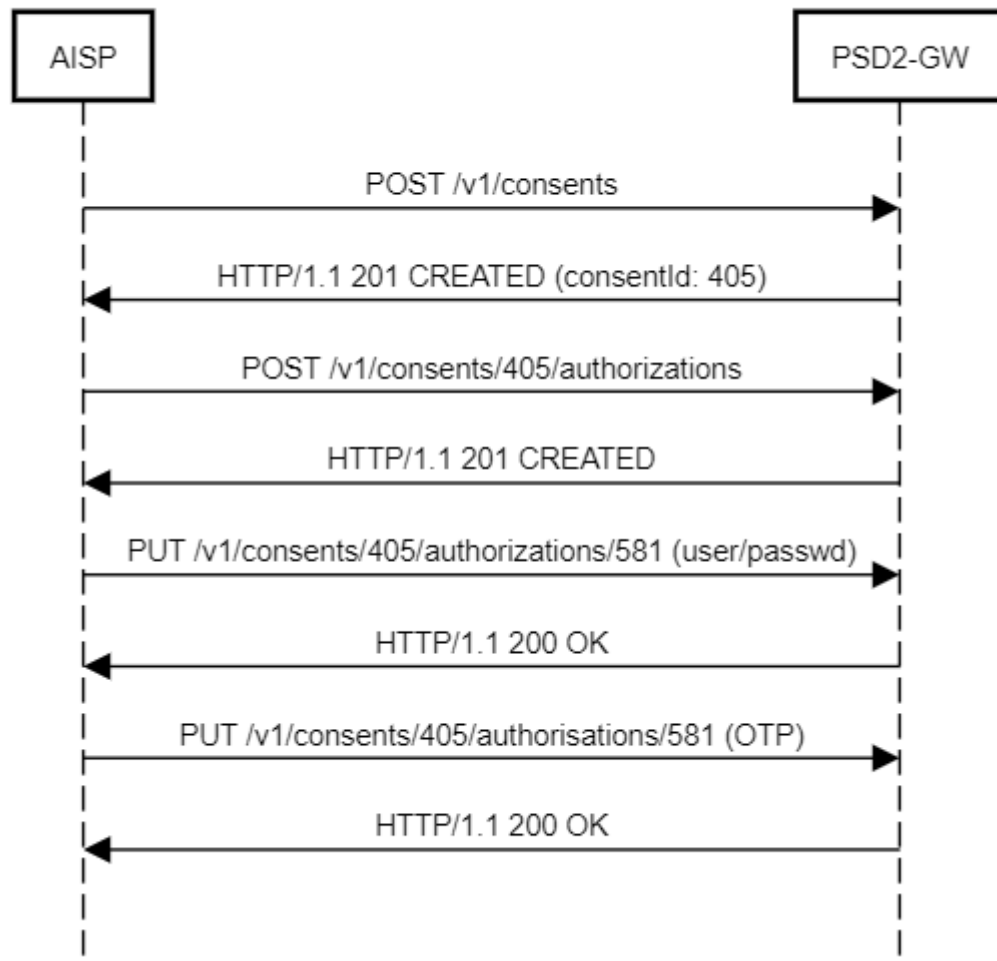 AISP
PSD2-GW
POST /v1/consents
HTTP/1.1 201 CREATED (consentId: 405)
POST /v1/consents/405/authorizations
HTTP/1.1 201 CREATED
PUT /v1/consents/405/authorizations/581 (user/passwd)
HTTP/1.1 200 OK
PUT /v1/consents/405/authorisations/581 (OTP)
HTTP/1.1 200 OK